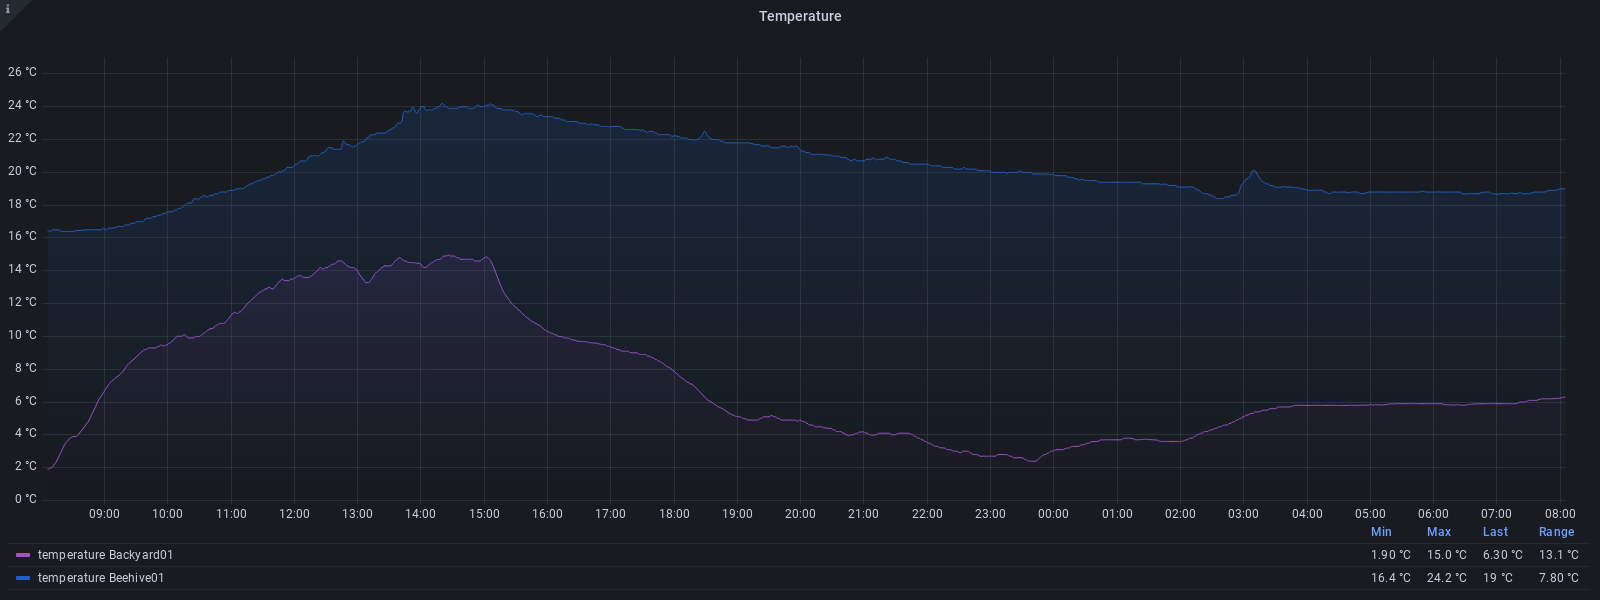 i
Temperature
26 °C
24 °C
22 °C
20 °C
18 °C
16 °C
14 °C
12 °C
10 °C
8 °C
6 °C
4 °C
2 °C
0 °C
09:00 10:00 11:00 12:00 13:00 14:00 15:00 16:00 17:00 18:00 19:00 20:00 21:00 22:00 23:00 00:00 01:00 02:00 03:00 04:00 05:00 06:00 07:00 08:00
Min Max Last Range
temperature Backyard01 1.90 °C 15.0 °C 6.30 °C 13.1 °C
temperature Beehive01 16.4 °C 24.2 °C 19 °C 7.80 °C